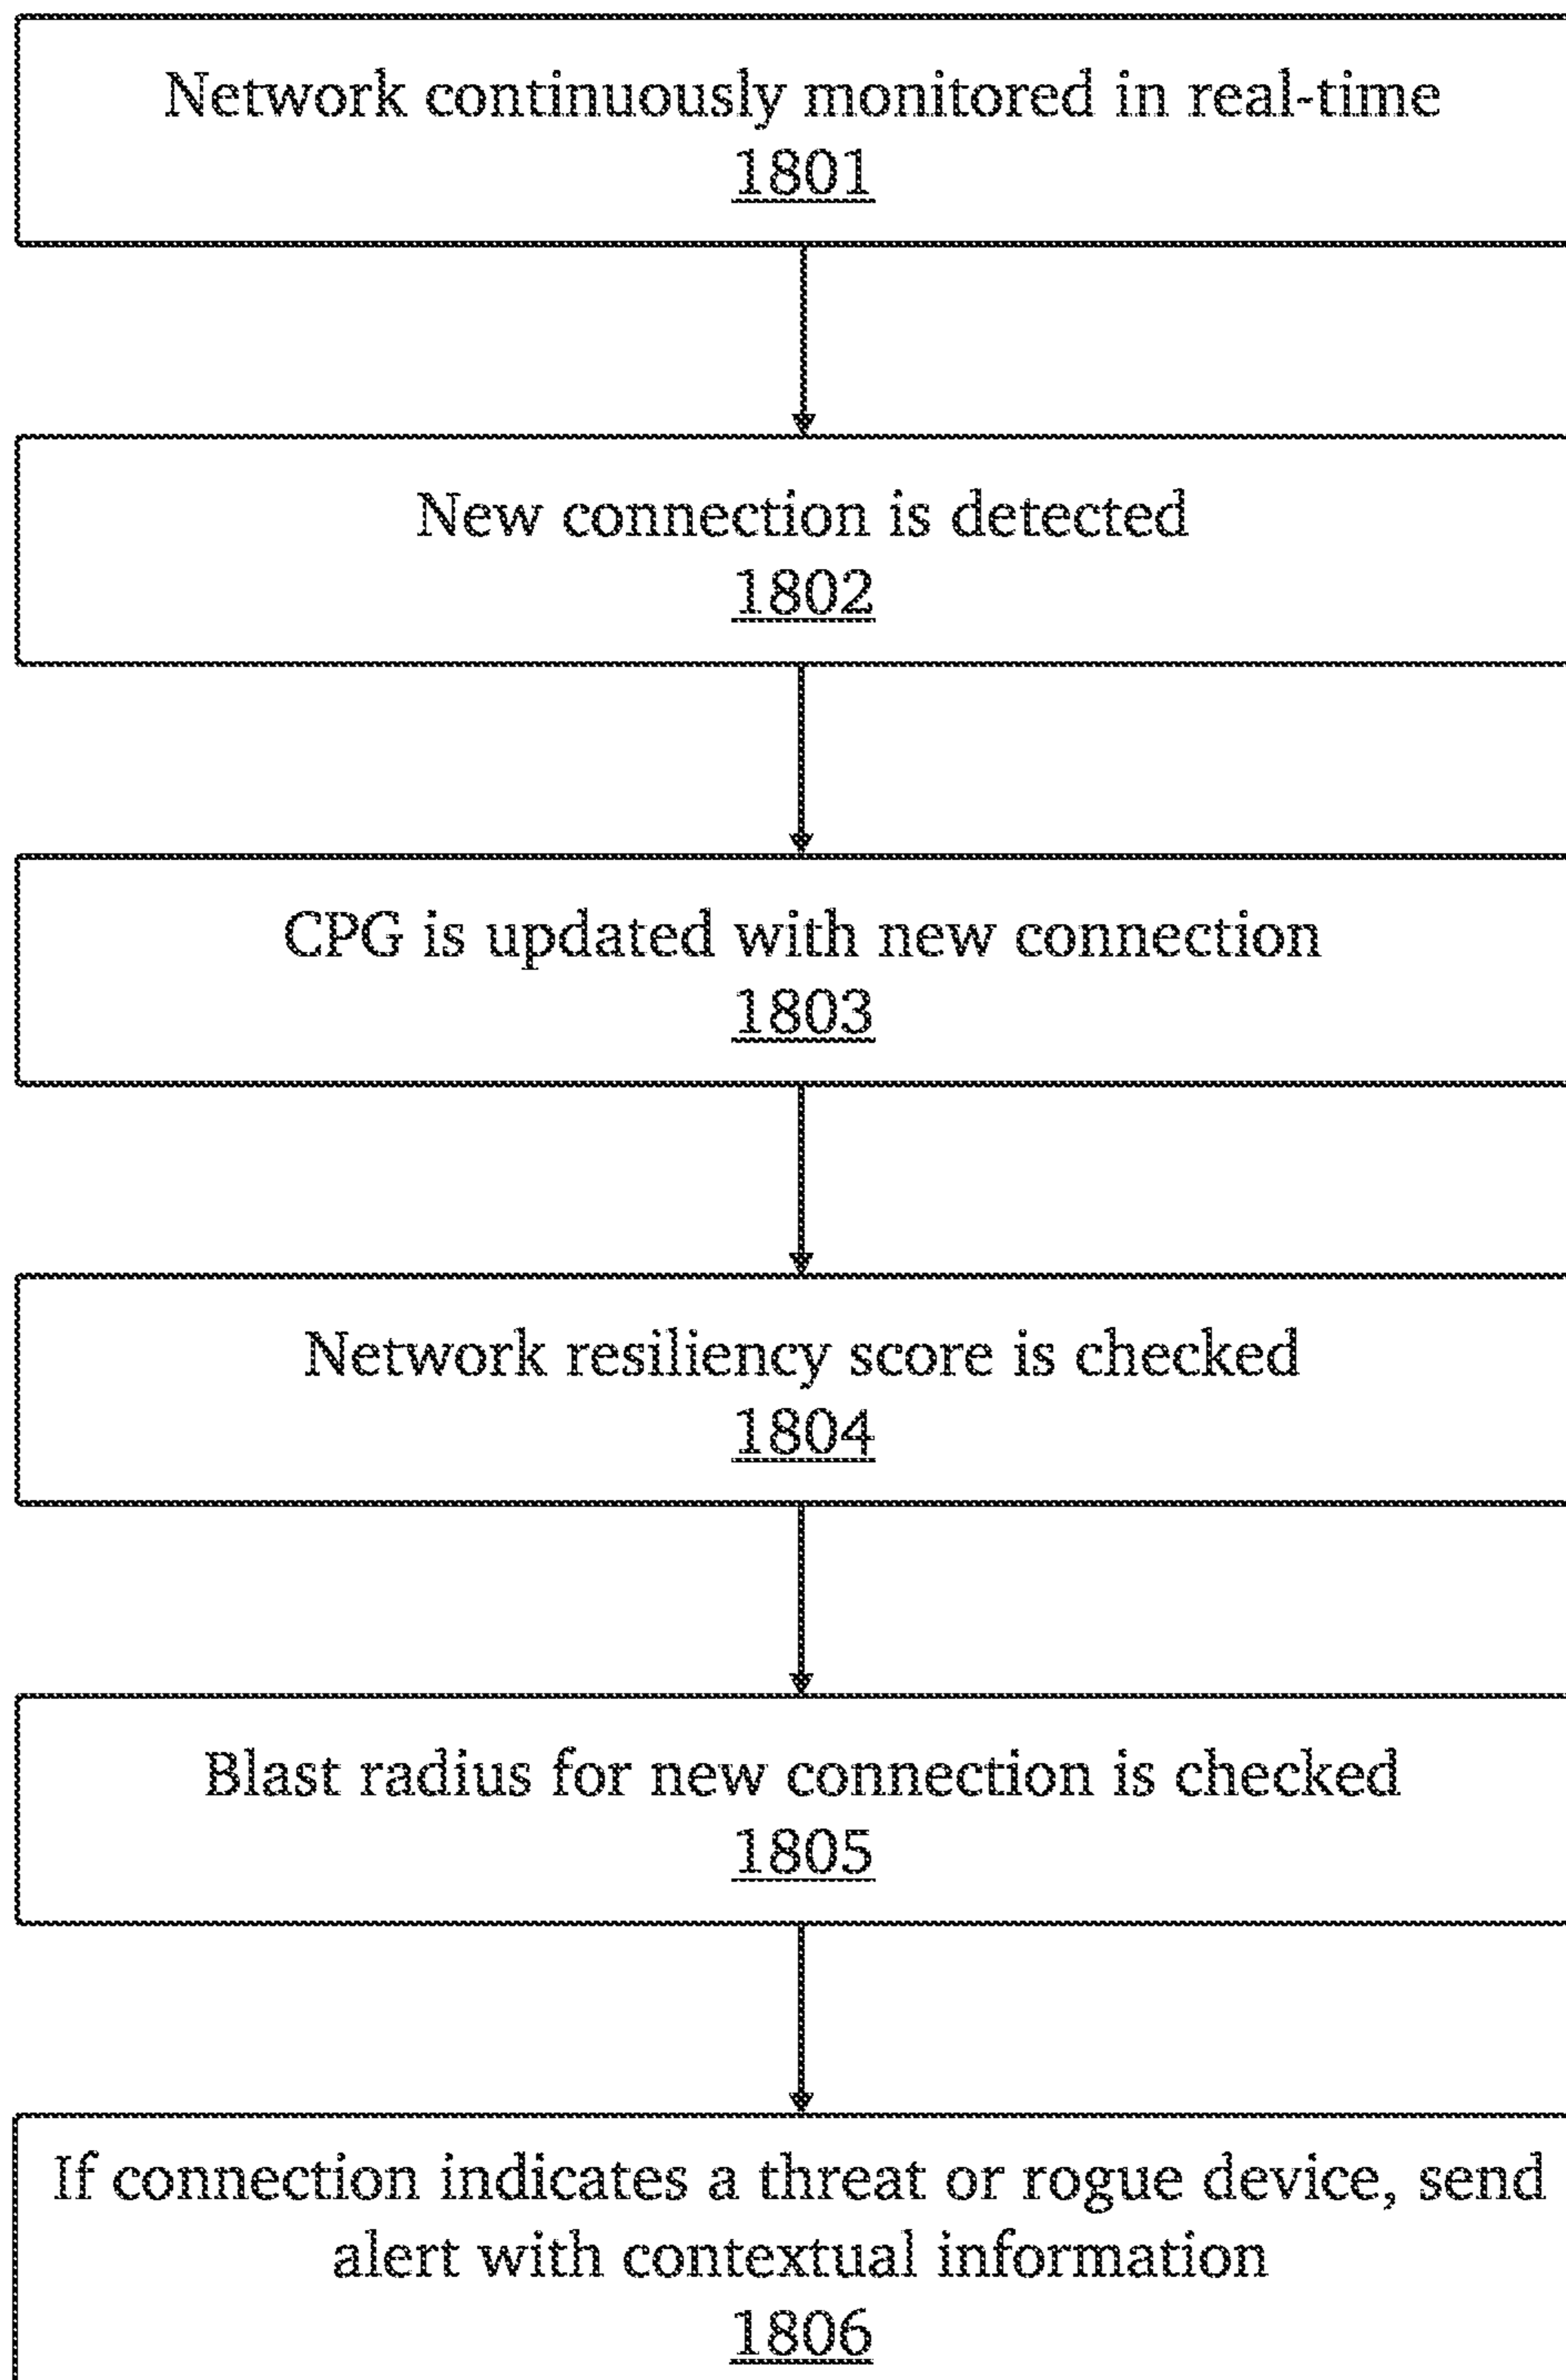 Network continuously monitored in real-time
1801
New connection is detected
1802
CPG is updated with new connection
1803
Network resiliency score is checked
1804
Blast radius for new connection is checked
1805
If connection indicates a threat or rogue device, send
alert with contextual information
1806